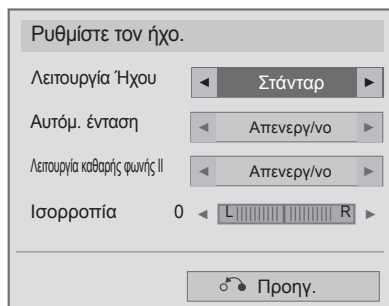 Ρυθμίστε τον ήχο.
Λειτουργία Ήχου ◄ Στάνταρ ►
Αυτόμ. ένταση ◄ Απενεργ/νο ►
Λειτουργία καθαρής φωνής II ◄ Απενεργ/νο ►
Ισορροπία 0 ◄ L R ►
Προηγ.